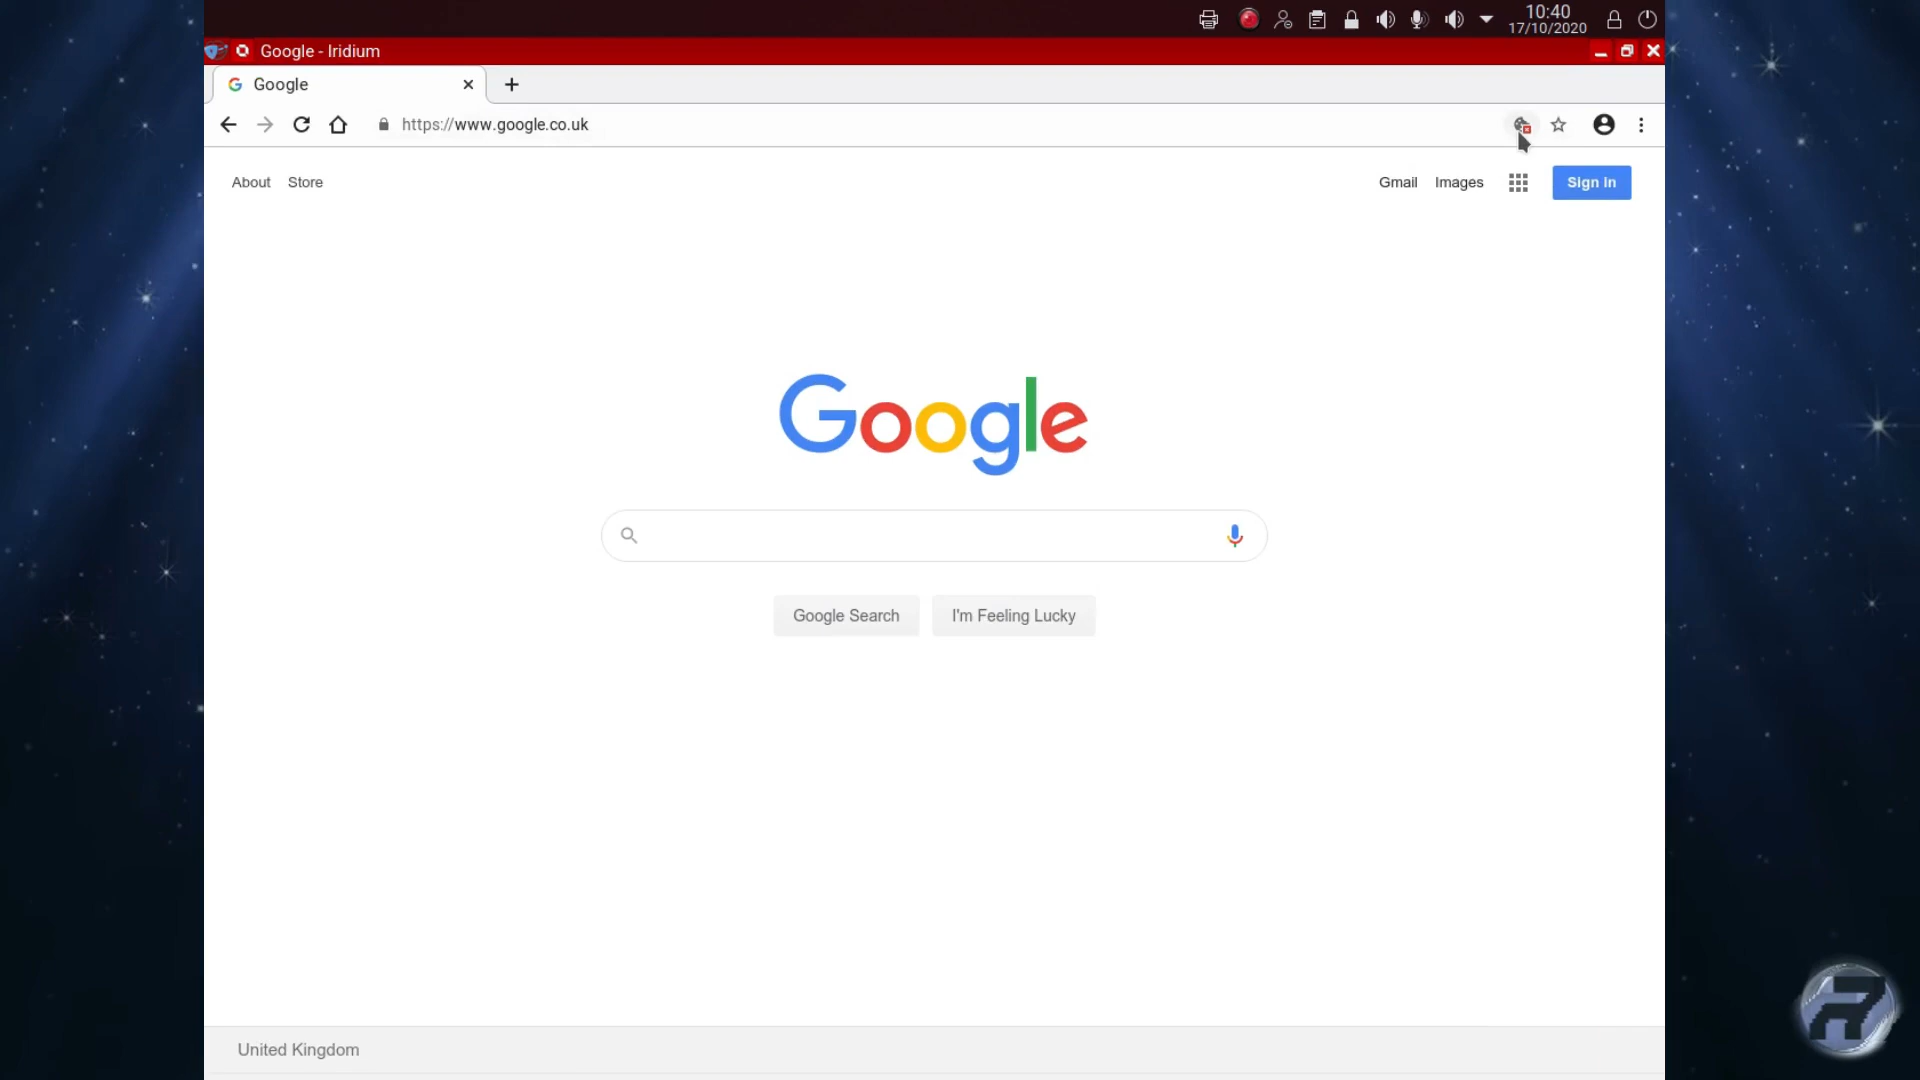 10:40
17/10/2020
Google - Iridium
Google
https://www.google.co.uk
About Store Gmail Images Sign in
Google
Google Search I'm Feeling Lucky
United Kingdom